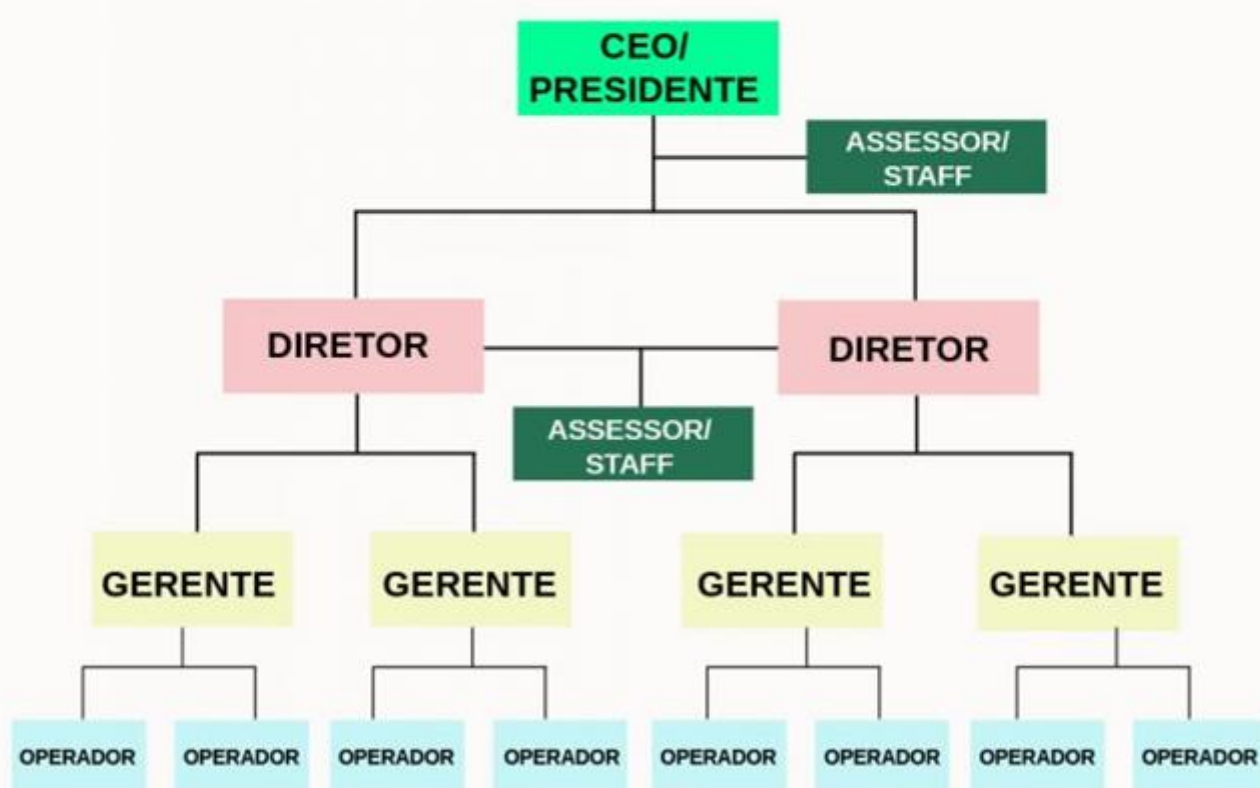 CEO/
PRESIDENTE
ASSESSOR/
STAFF
DIRETOR
DIRETOR
ASSESSOR/
STAFF
GERENTE
GERENTE
GERENTE
GERENTE
OPERADOR
OPERADOR
OPERADOR
OPERADOR
OPERADOR
OPERADOR
OPERADOR
OPERADOR